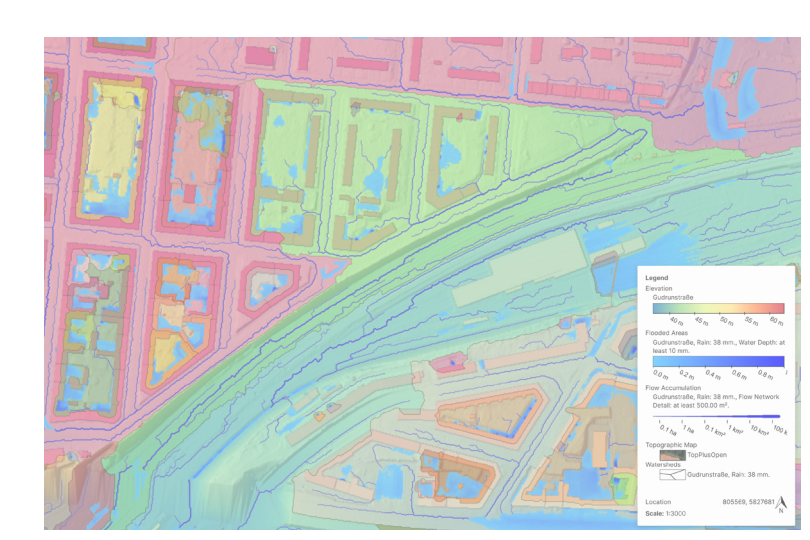 Legend
Elevation
Gudrunstraße
40 m 45 m 50 m 55 m 60 m
Flooded Areas
Gudrunstraße, Rain: 38 mm., Water Depth: at
least 10 mm.
0.0 m 0.2 m 0.4 m 0.6 m 0.8 m
Flow Accumulation
Gudrunstraße, Rain: 38 mm., Flow Network
Detail: at least 500.00 m².
0.1 ha 1 ha 0.1 km² 1 km² 10 km² 100 k
Topographic Map
TopPlusOpen
Watersheds
Gudrunstraße, Rain: 38 mm.
Location 805569, 5827681
N
Scale: 1:3000